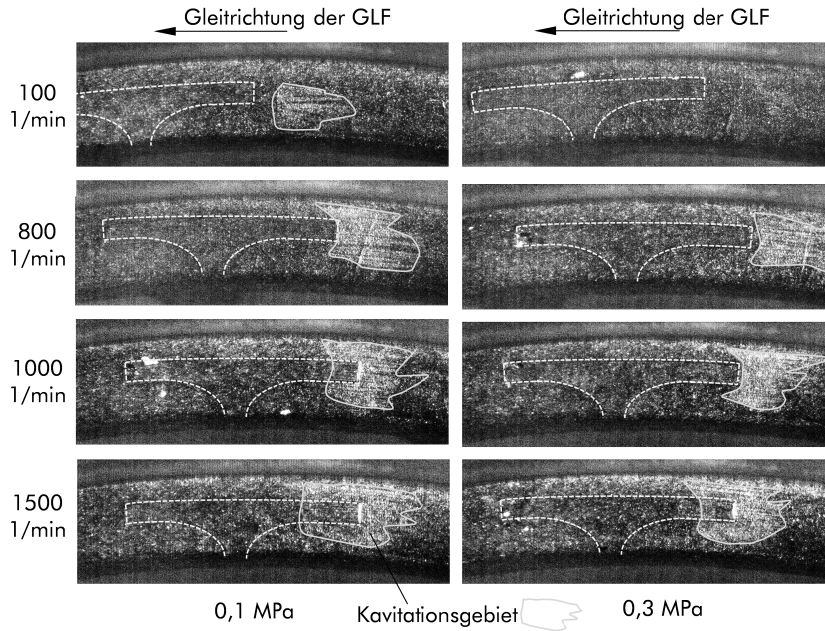 Gleitrichtung der GLF
Gleitrichtung der GLF
100
1/min
800
1/min
1000
1/min
1500
1/min
0,1 MPa
Kavitationsgebiet
0,3 MPa